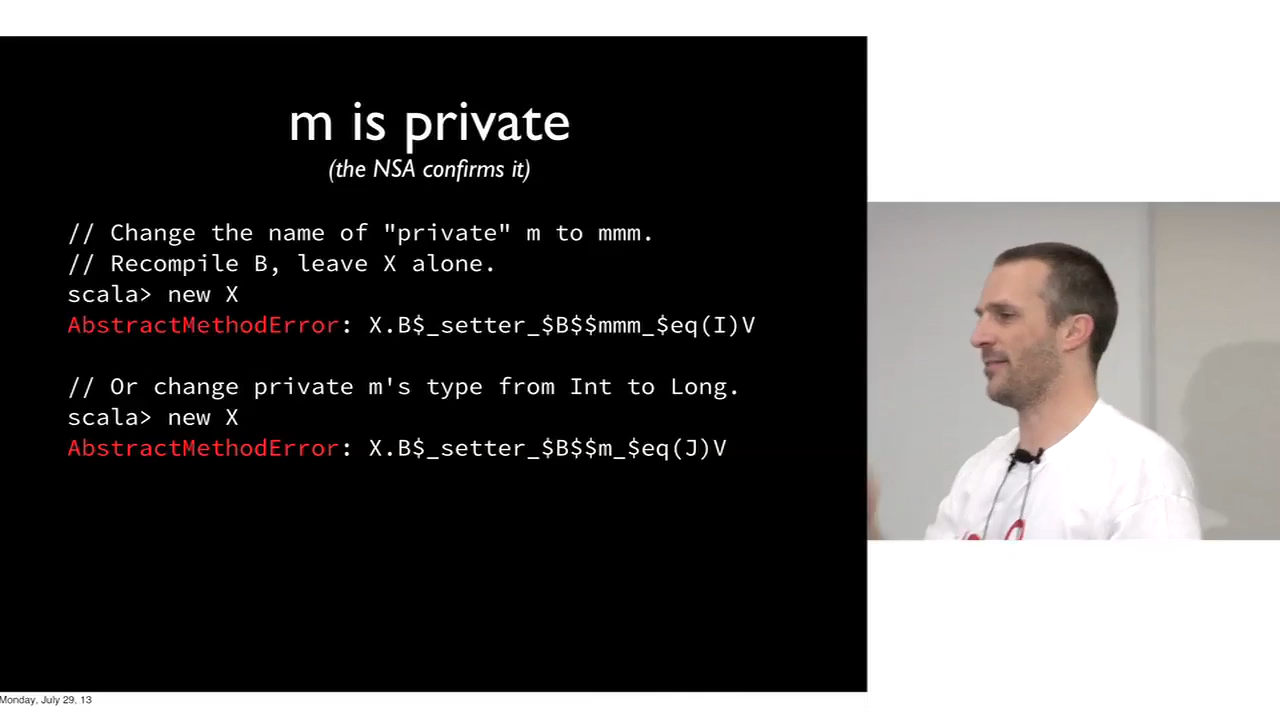 m is private
(the NSA confirms it)
// Change the name of "private" m to mmm.
// Recompile B, leave X alone.
scala> new X
AbstractMethodError: X.B$_setter_$B$$mmm_$eq(I)V
// Or change private m's type from Int to Long.
scala> new X
AbstractMethodError: X.B$_setter_$B$$m_$eq(J)V
Monday, July 29, 13